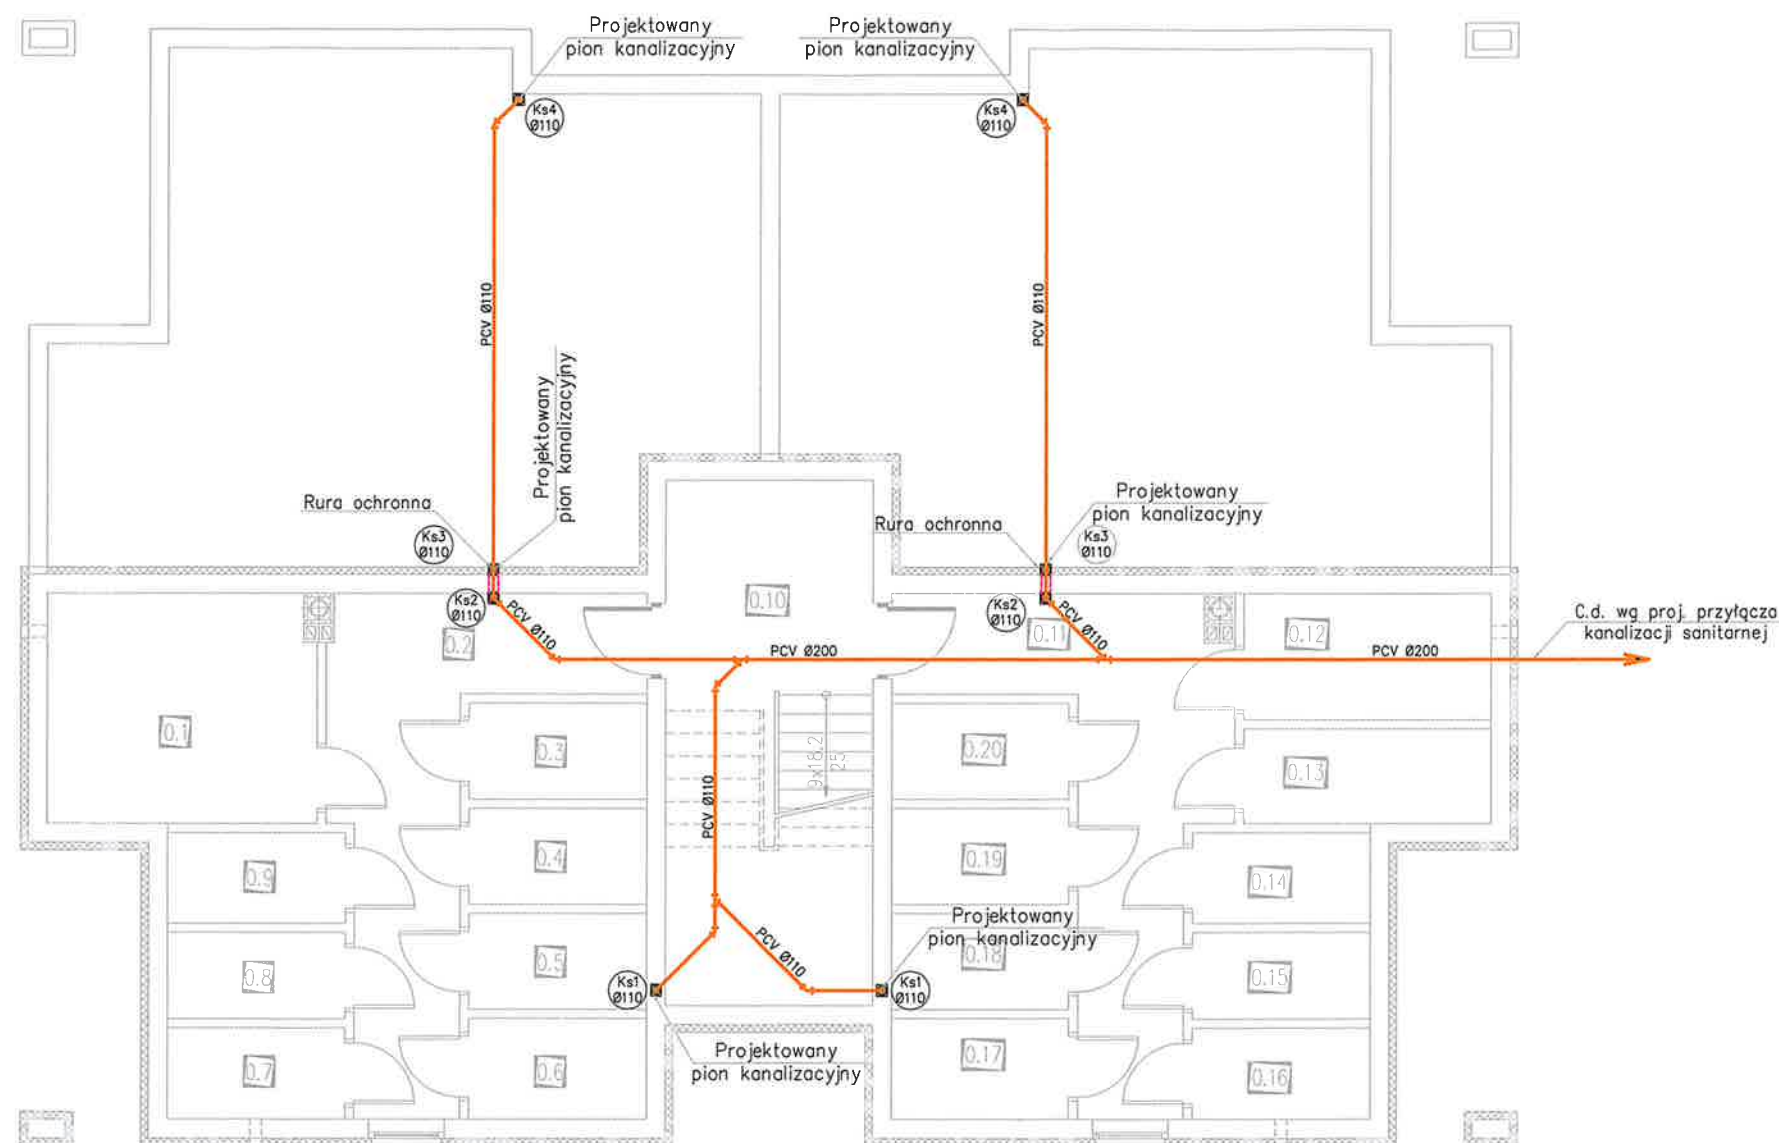 Projektowany
pion kanalizacyjny
Projektowany
pion kanalizacyjny
Ks4
Ø110
Ks4
Ø110
PCV Ø110
PCV Ø110
Projektowany
pion kanalizacyjny
Rura ochronna
Projektowany
pion kanalizacyjny
Rura ochronna
Ks3
Ø110
Ks3
Ø110
Ks2
Ø110
PCV Ø110
0.2
0.10
Ks2
Ø110
PCV Ø110
0.11
0.12
C.d. wg proj. przyłącza
kanalizacji sanitarnej
PCV Ø200
PCV Ø200
0.1
0.3
9x18.2
25
0.20
0.13
PCV Ø110
0.9
0.4
0.19
0.14
Projektowany
pion kanalizacyjny
PCV Ø110
0.8
0.5
0.18
0.15
Ks1
Ø110
Ks1
Ø110
Projektowany
pion kanalizacyjny
0.7
0.6
0.17
0.16